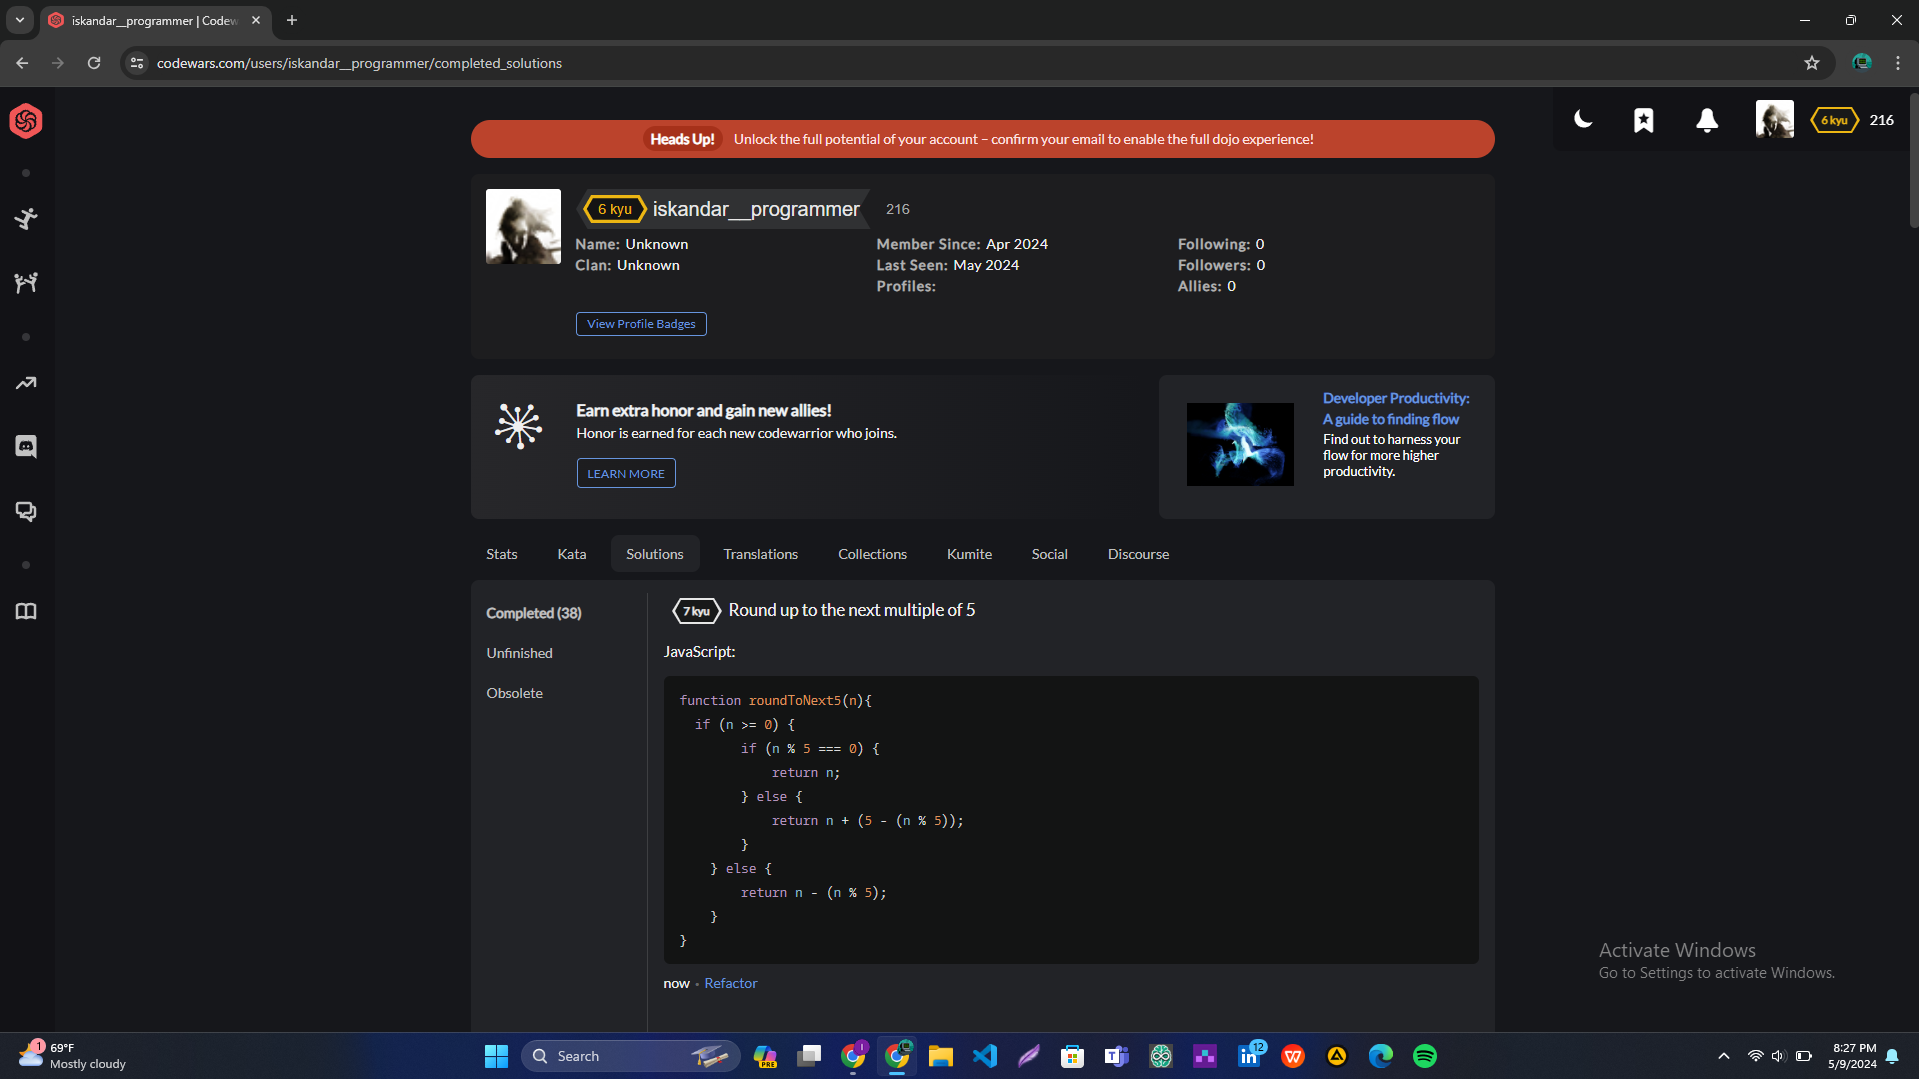 iskandar__programmer | Codew
codewars.com/users/iskandar__programmer/completed_solutions
Heads Up! Unlock the full potential of your account – confirm your email to enable the full dojo experience!
6 kyu 216
6 kyu iskandar__programmer 216
Name: Unknown Member Since: Apr 2024 Following: 0
Clan: Unknown Last Seen: May 2024 Followers: 0
Profiles: Allies: 0
View Profile Badges
Earn extra honor and gain new allies!
Honor is earned for each new codewarrior who joins.
LEARN MORE
Developer Productivity:
A guide to finding flow
Find out to harness your
flow for more higher
productivity.
Stats Kata Solutions Translations Collections Kumite Social Discourse
Completed (38)
Unfinished
Obsolete
7 kyu Round up to the next multiple of 5
JavaScript:
function roundToNext5(n){
if (n >= 0) {
if (n % 5 === 0) {
return n;
} else {
return n + (5 - (n % 5));
}
} else {
return n - (n % 5);
}
}
now • Refactor
Activate Windows
Go to Settings to activate Windows.
1
69°F
Mostly cloudy
Search
PRE
12
8:27 PM
5/9/2024